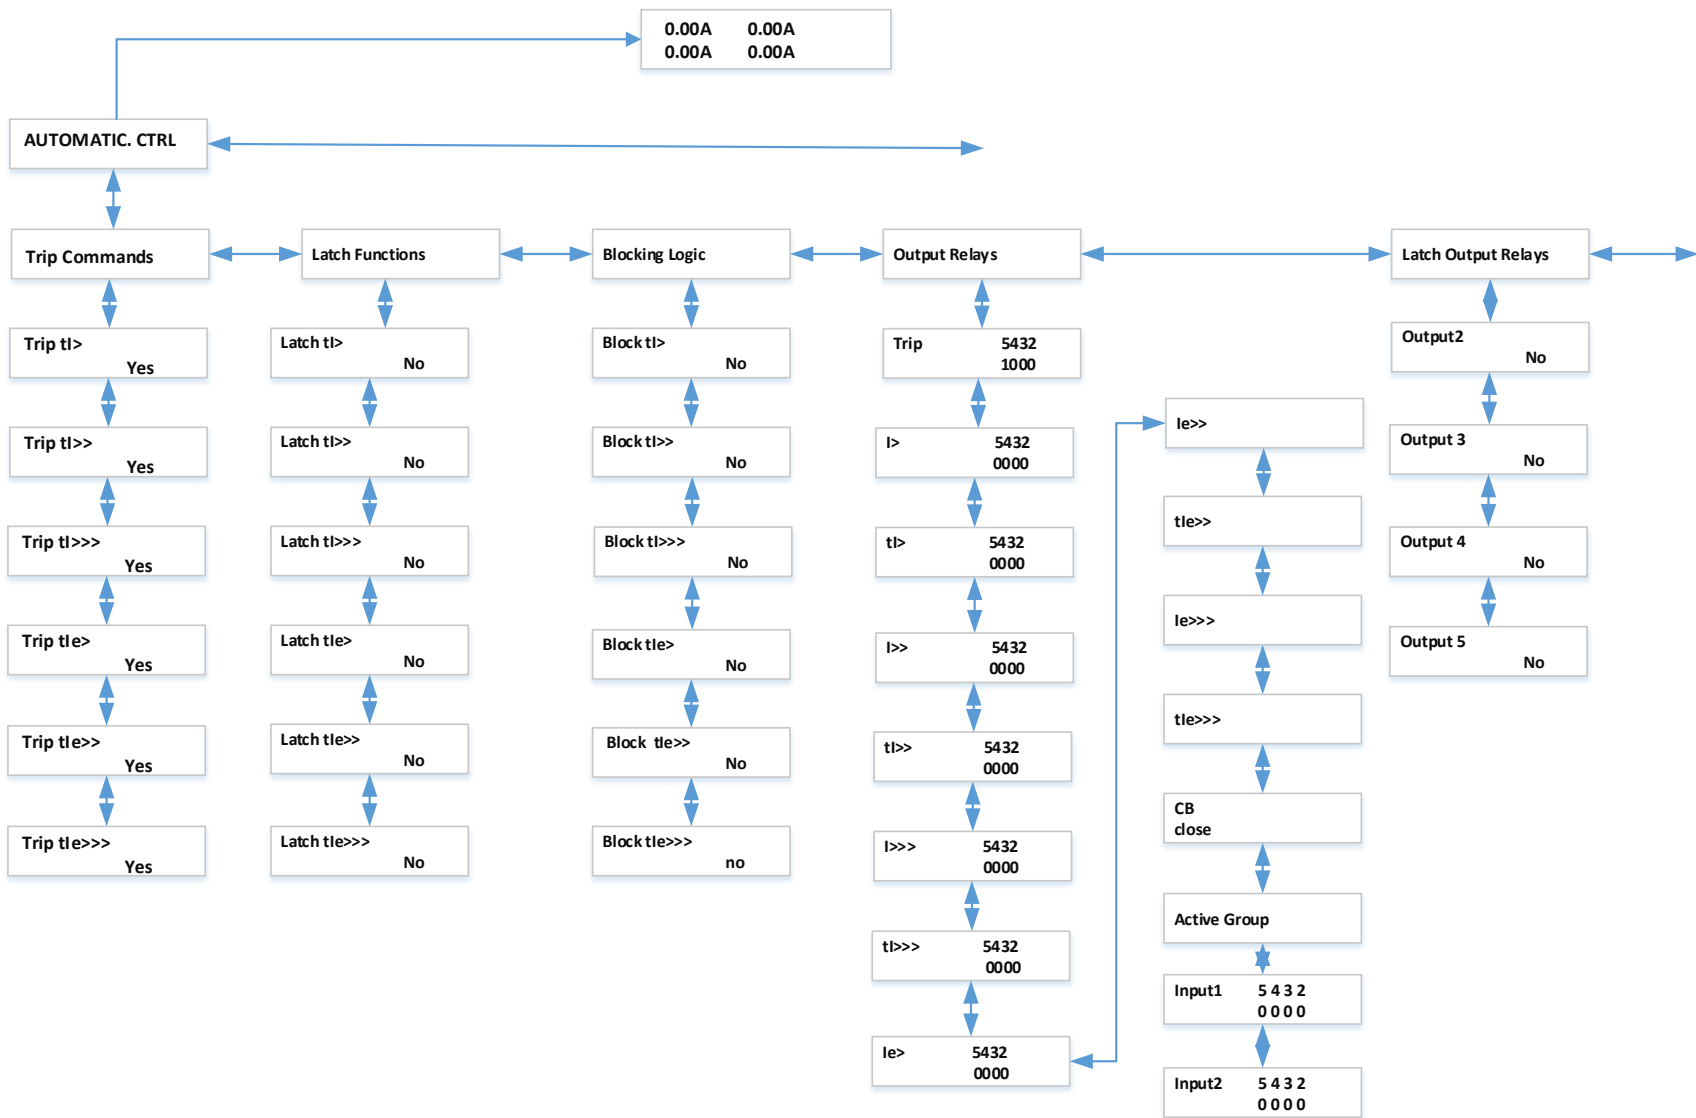 0.00A 0.00A
0.00A 0.00A
AUTOMATIC. CTRL
Trip Commands
Trip tI>
Yes
Trip tI>>
Yes
Trip tI>>>
Yes
Trip tIe>
Yes
Trip tIe>>
Yes
Trip tIe>>>
Yes
Latch Functions
Latch tI>
No
Latch tI>>
No
Latch tI>>>
No
Latch tIe>
No
Latch tIe>>
No
Latch tIe>>>
No
Blocking Logic
Block tI>
No
Block tI>>
No
Block tI>>>
No
Block tIe>
No
Block tIe>>
No
Block tIe>>>
no
Output Relays
Trip 5432
1000
I> 5432
0000
tI> 5432
0000
I>> 5432
0000
tI>> 5432
0000
I>>> 5432
0000
tI>>> 5432
0000
Ie> 5432
0000
Ie>>
tIe>>
Ie>>>
tIe>>>
CB
close
Active Group
Input1 5 4 3 2
0 0 0 0
Input2 5 4 3 2
0 0 0 0
Latch Output Relays
Output2
No
Output 3
No
Output 4
No
Output 5
No